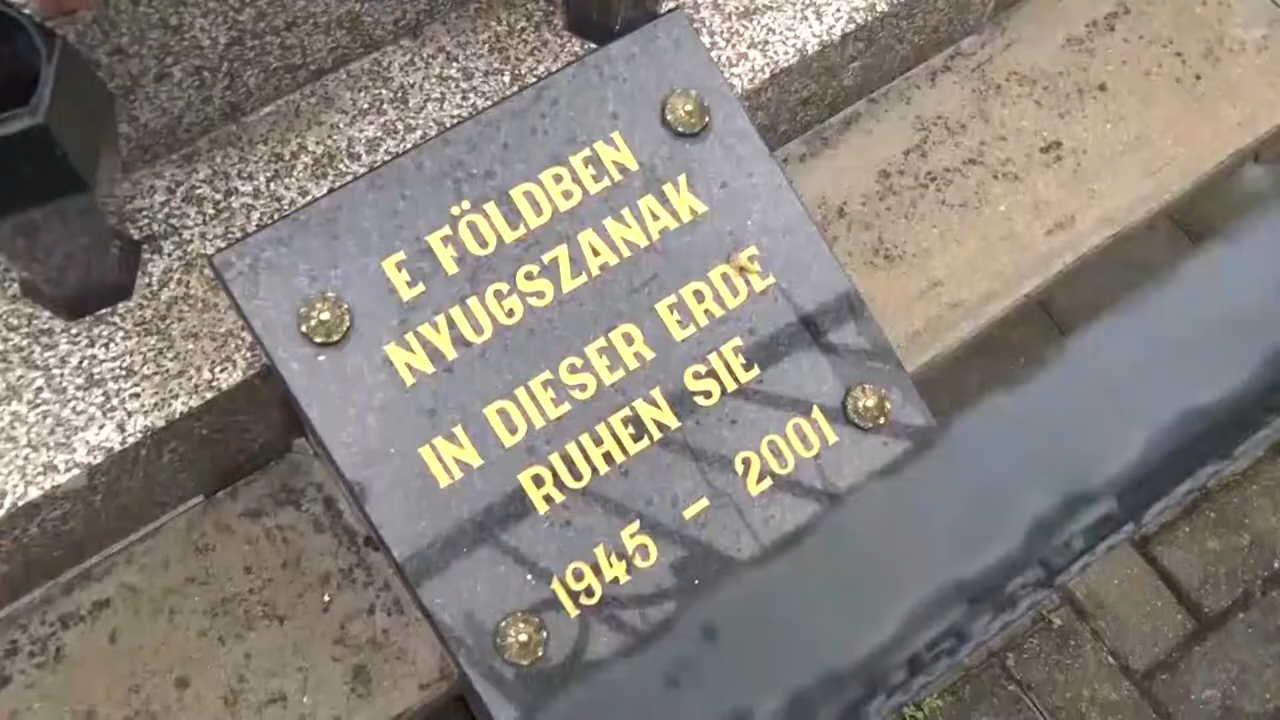 E FÖLDBEN
NYUGSZANAK
IN DIESER ERDE
RUHEN SIE
1945 - 2001